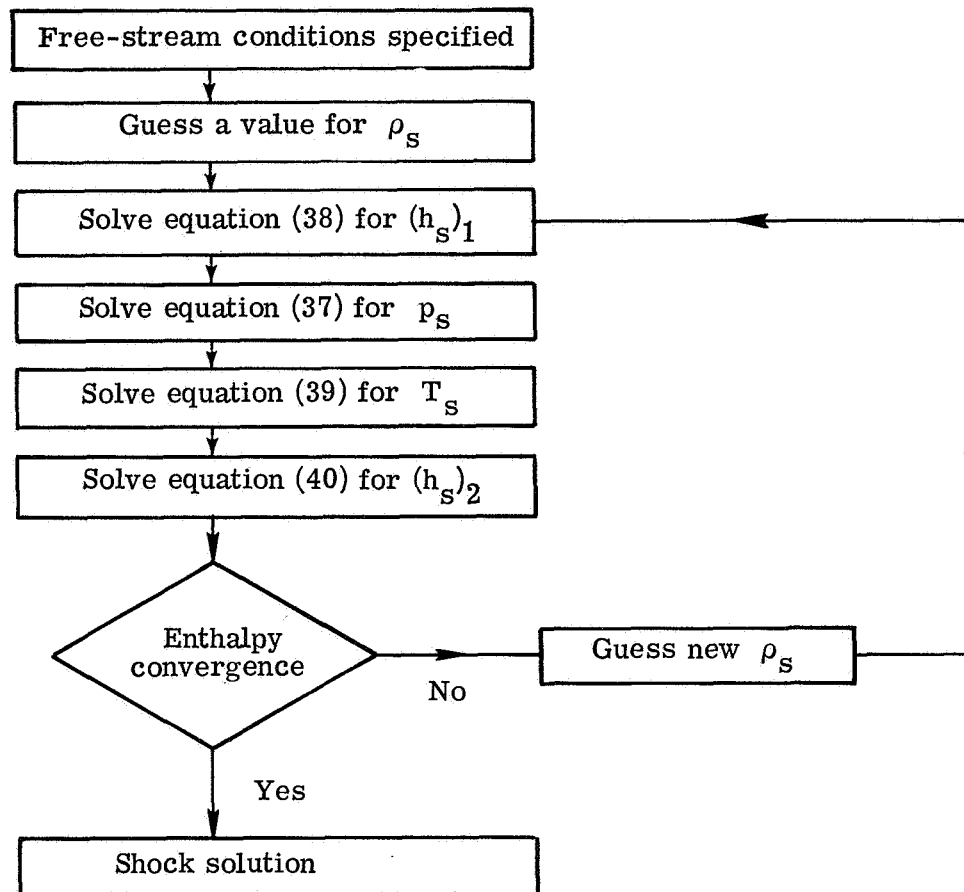 Free-stream conditions specified
Guess a value for ρs
Solve equation (38) for (hs)1
Solve equation (37) for ps
Solve equation (39) for Ts
Solve equation (40) for (hs)2
Enthalpy
convergence
No
Guess new ρs
Yes
Shock solution